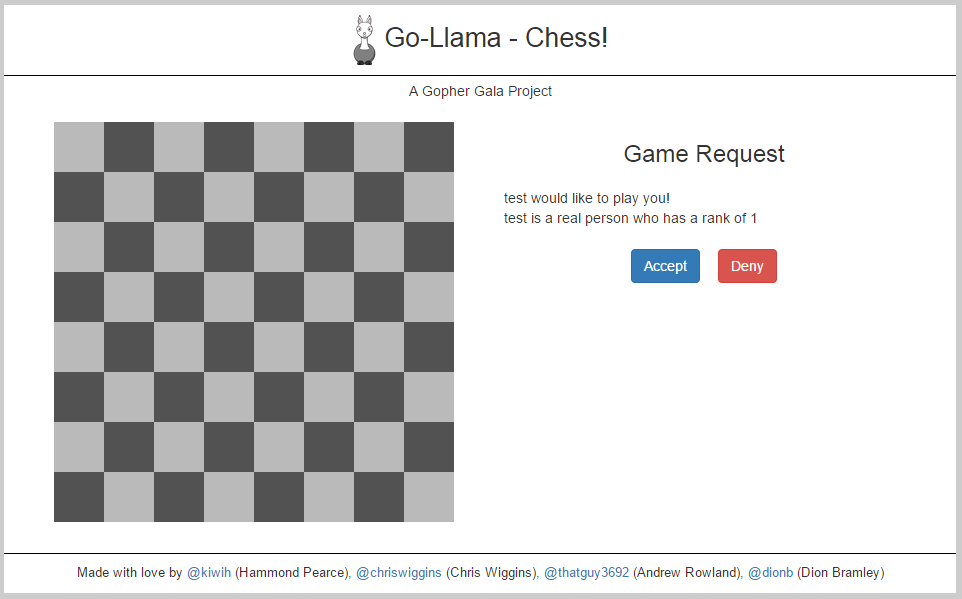 Go-Llama - Chess!
A Gopher Gala Project
Game Request
test would like to play you!
test is a real person who has a rank of 1
Accept
Deny
Made with love by @kiwih (Hammond Pearce), @chriswiggins (Chris Wiggins), @thatguy3692 (Andrew Rowland), @dionb (Dion Bramley)